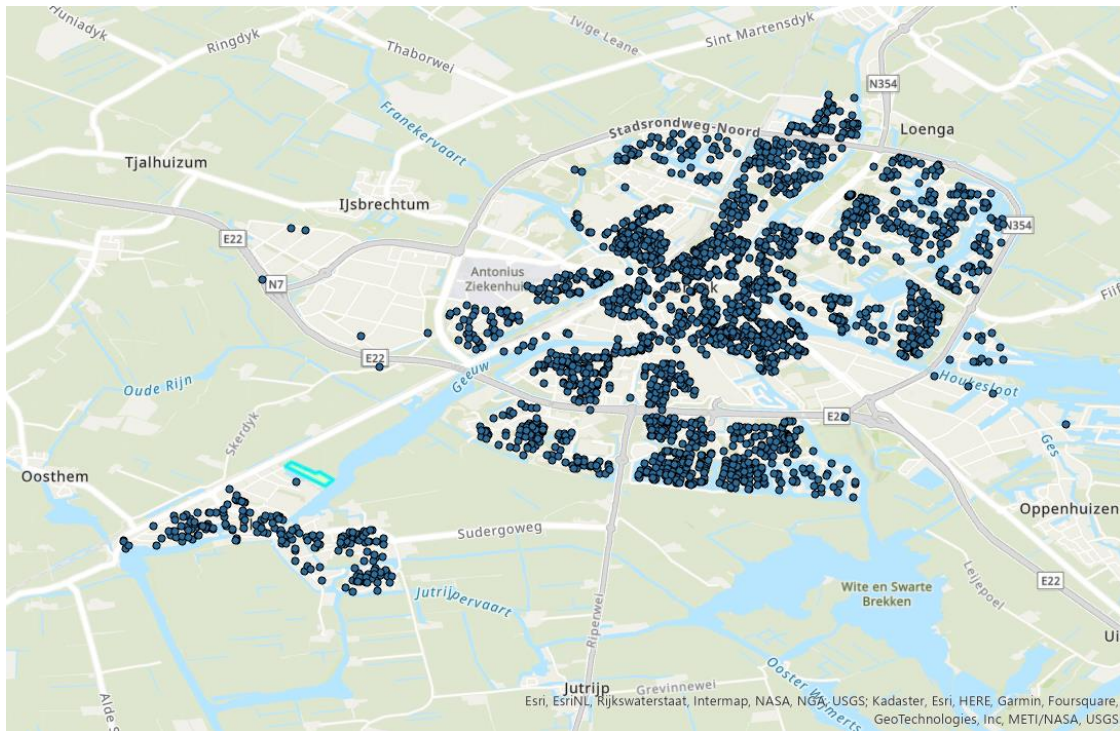 Huniadyk
Ringdyk
Thaborwei
Ivige Leane
Sint Martensdyk
N354
Franekervaart
Stadsrondweg-Noord
Loenga
Tjalhuizum
IJsbrechtum
E22
N354
Antonius
N7
E22
Geeuw
Oude Rijn
Houkesloot
Skerdyk
Ges
Oosthem
Oppenhuizen
Sudergoweg
E22
Leijepoel
Wite en Swarte
Brekken
Jutrijpervaart
Riperwei
Jutrijp
Grevinnewei
Esri, EsriNL, Rijkswaterstaat, Intermap, NASA, NGA, USGS; Kadaster, Esri, HERE, Garmin, Foursquare,
GeoTechnologies, Inc, METI/NASA, USGS